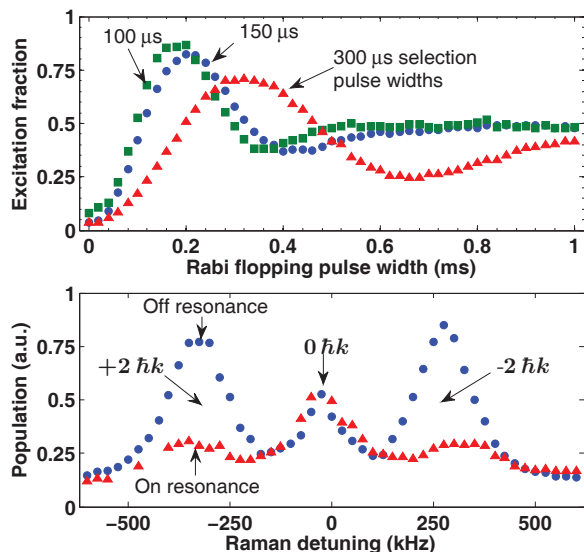 1
0.75
0.5
0.25
0
Excitation fraction
100 μs
150 μs
300 μs selection
pulse widths
0 0.2 0.4 0.6 0.8 1
Rabi flopping pulse width (ms)
1
0.75
0.5
0.25
0
Population (a.u.)
Off resonance
+2 ħk
0 ħk
-2 ħk
On resonance
−500 −250 0 250 500
Raman detuning (kHz)